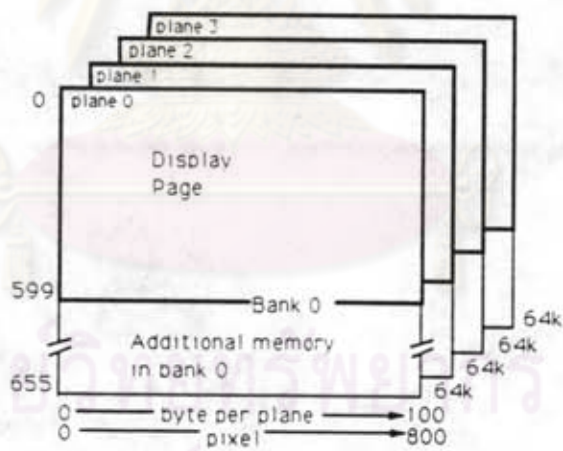 plane 3
plane 2
plane 1
0 plane 0
Display
Page
599 Bank 0
64k
Additional memory 64k
in bank 0 64k
655 64k
0 byte per plane 100
0 pixel 800